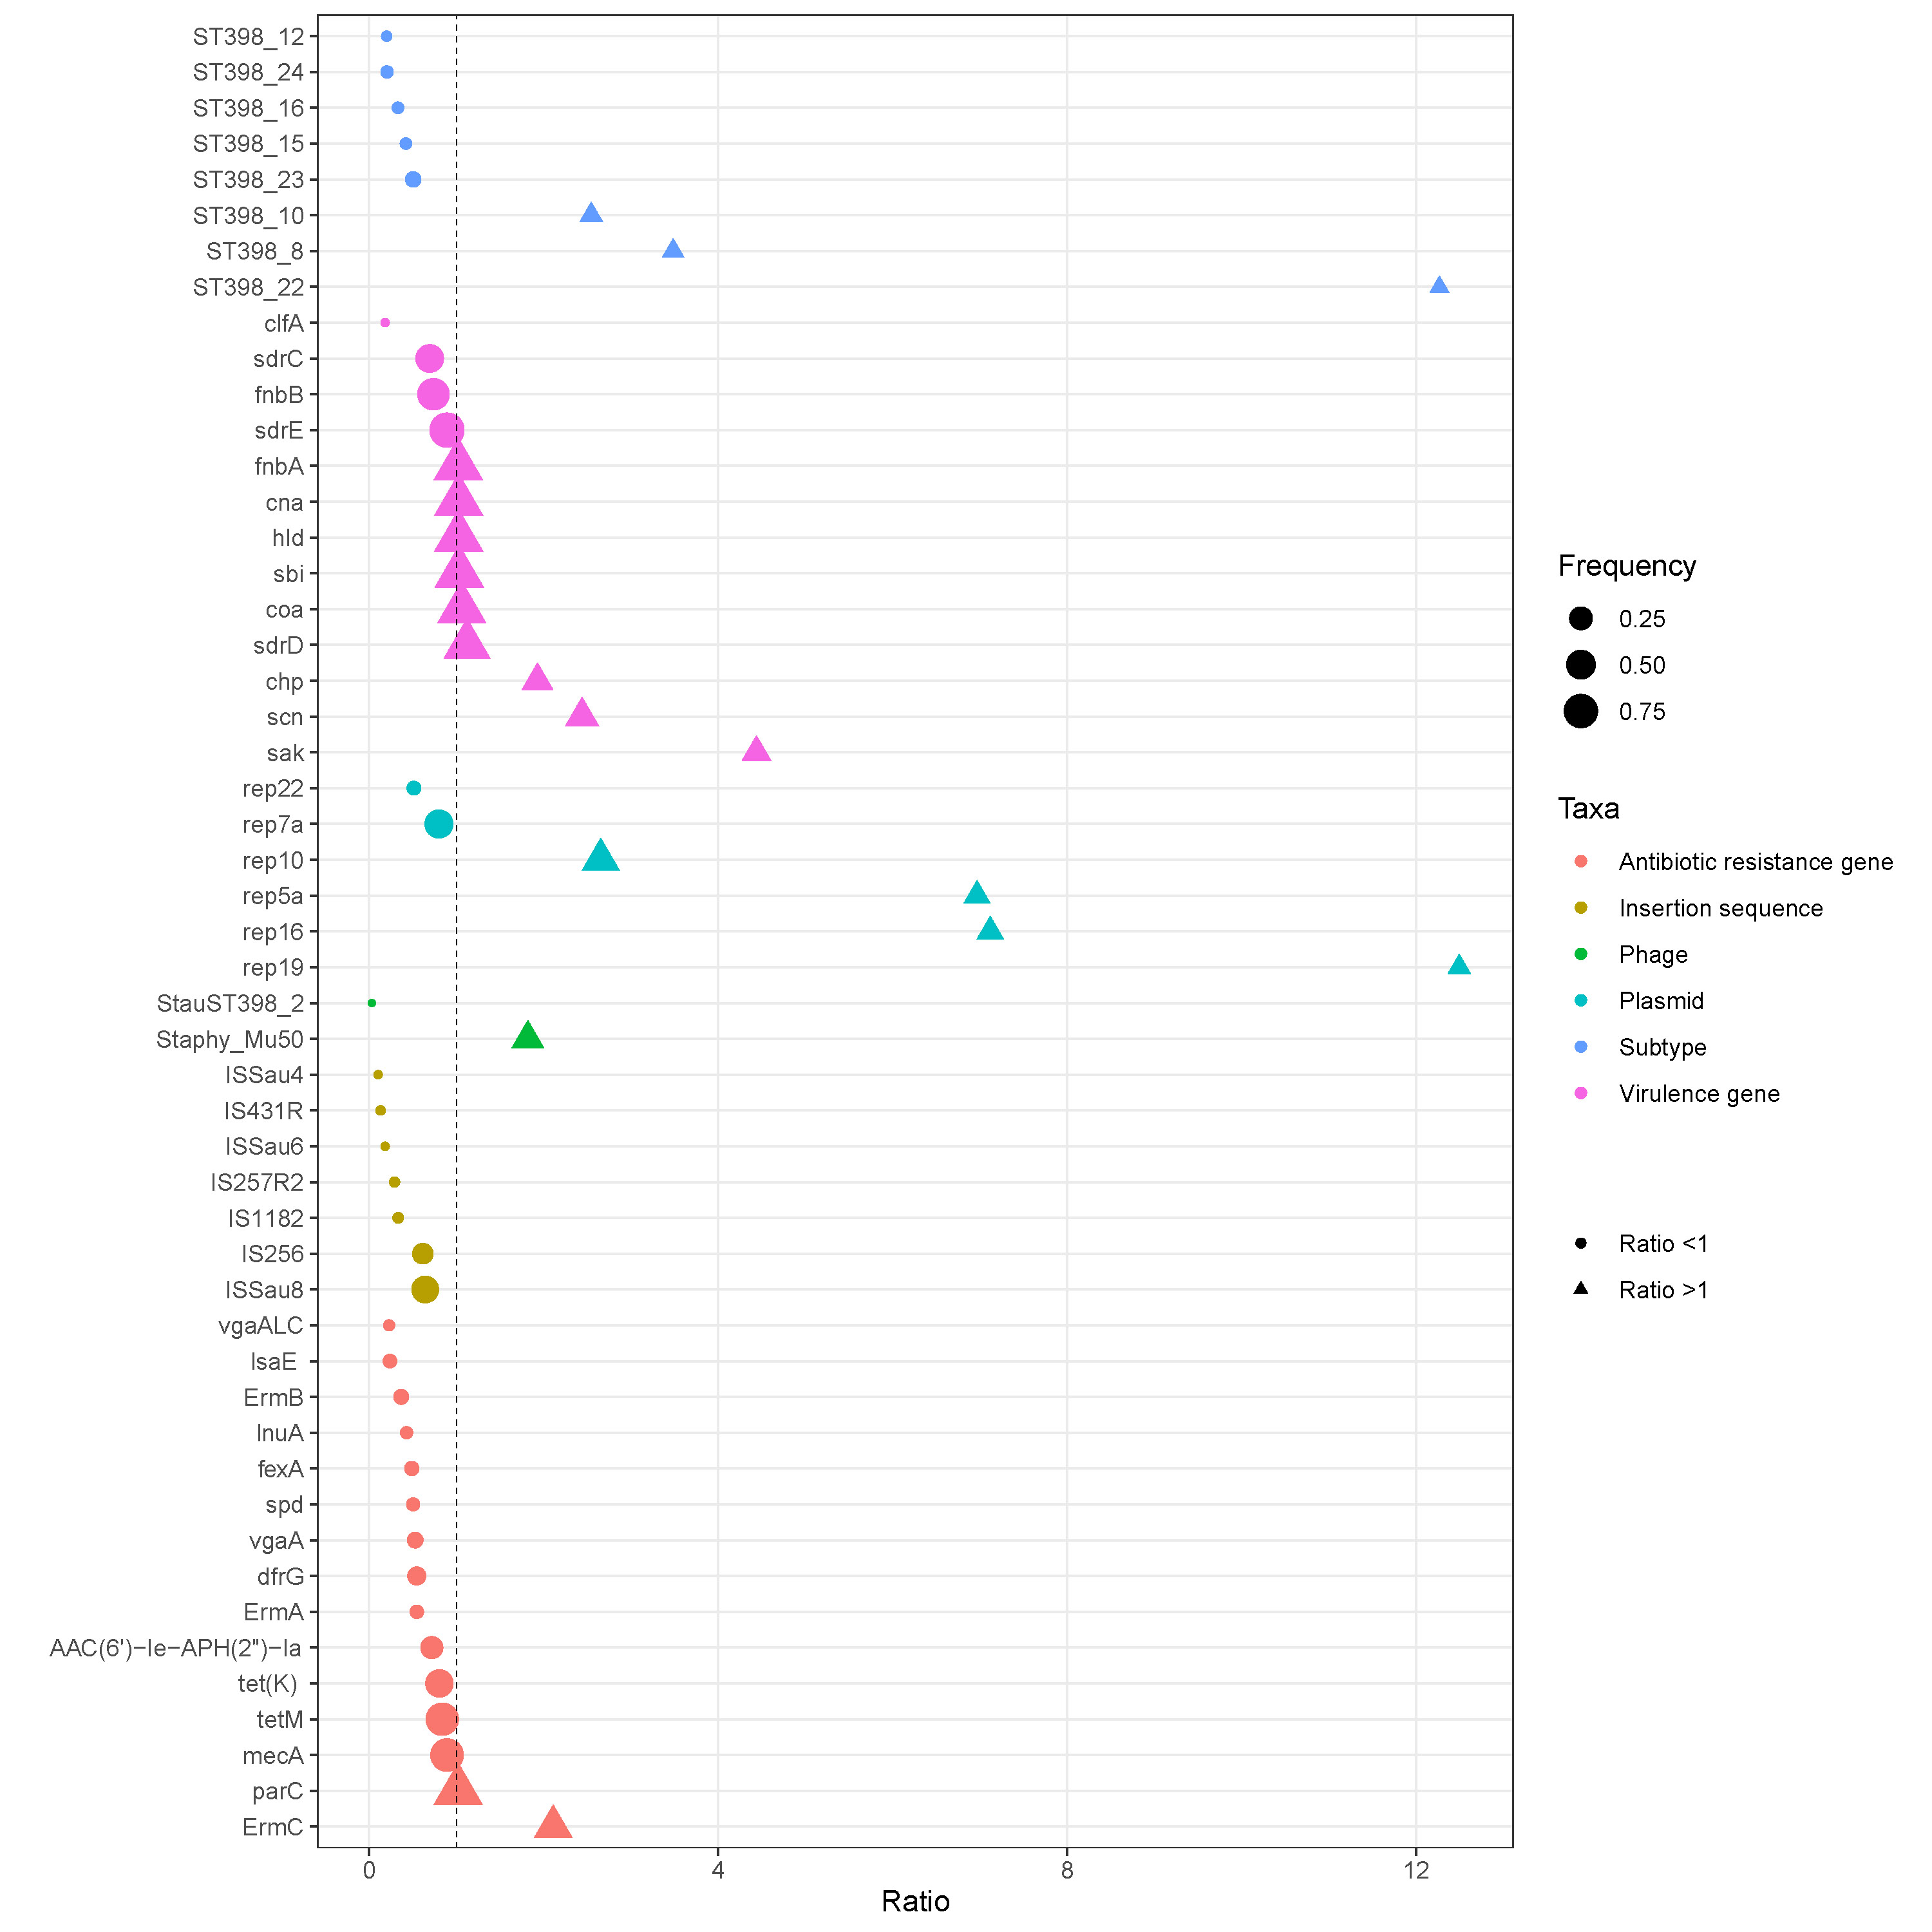 ST398_12
ST398_24
ST398_16
ST398_15
ST398_23
ST398_10
ST398_8
ST398_22
clfA
sdrC
fnbB
sdrE
fnbA
cna
hld
sbi
coa
sdrD
chp
scn
sak
rep22
rep7a
rep10
rep5a
rep16
rep19
StauST398_2
Staphy_Mu50
ISSau4
IS431R
ISSau6
IS257R2
IS1182
IS256
ISSau8
vgaALC
lsaE
ErmB
lnuA
fexA
spd
vgaA
dfrG
ErmA
AAC(6')−Ie−APH(2")−Ia
tet(K)
tetM
mecA
parC
ErmC
0 4 8 12
Ratio
Frequency
0.25
0.50
0.75
Taxa
Antibiotic resistance gene
Insertion sequence
Phage
Plasmid
Subtype
Virulence gene
Ratio <1
Ratio >1